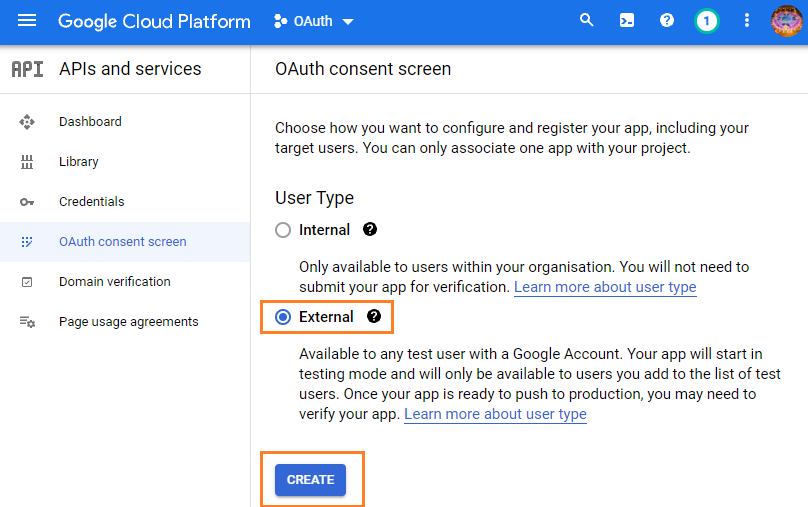 Google Cloud Platform
OAuth
1
API
APIs and services
Dashboard
Library
Credentials
OAuth consent screen
Domain verification
Page usage agreements
OAuth consent screen
Choose how you want to configure and register your app, including your
target users. You can only associate one app with your project.
User Type
Internal
Only available to users within your organisation. You will not need to
submit your app for verification. Learn more about user type
External
Available to any test user with a Google Account. Your app will start in
testing mode and will only be available to users you add to the list of test
users. Once your app is ready to push to production, you may need to
verify your app. Learn more about user type
CREATE